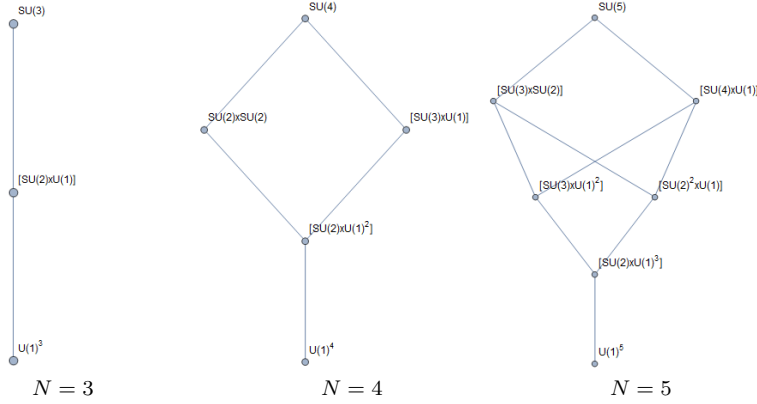 SU(3)
[SU(2)xU(1)]
U(1)³
N = 3
SU(4)
SU(2)xSU(2)
[SU(3)xU(1)]
[SU(2)xU(1)²]
U(1)⁴
N = 4
SU(5)
[SU(3)xSU(2)]
[SU(4)xU(1)]
[SU(3)xU(1)²]
[SU(2)²xU(1)]
[SU(2)xU(1)³]
U(1)⁵
N = 5